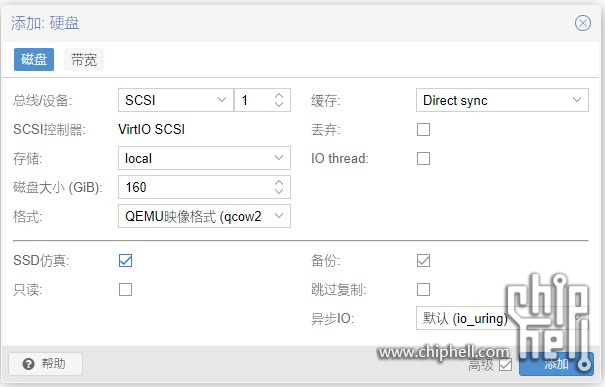 添加: 硬盘
磁盘 带宽
总线/设备: SCSI 1 缓存: Direct sync
SCSI控制器: VirtIO SCSI 丢弃:
存储: local IO thread:
磁盘大小 (GiB): 160
格式: QEMU映像格式 (qcow2
SSD仿真: 备份:
只读: 跳过复制:
异步IO: 默认 (io_uring)
chip
hell
www.chiphell.com
帮助 高级 添加